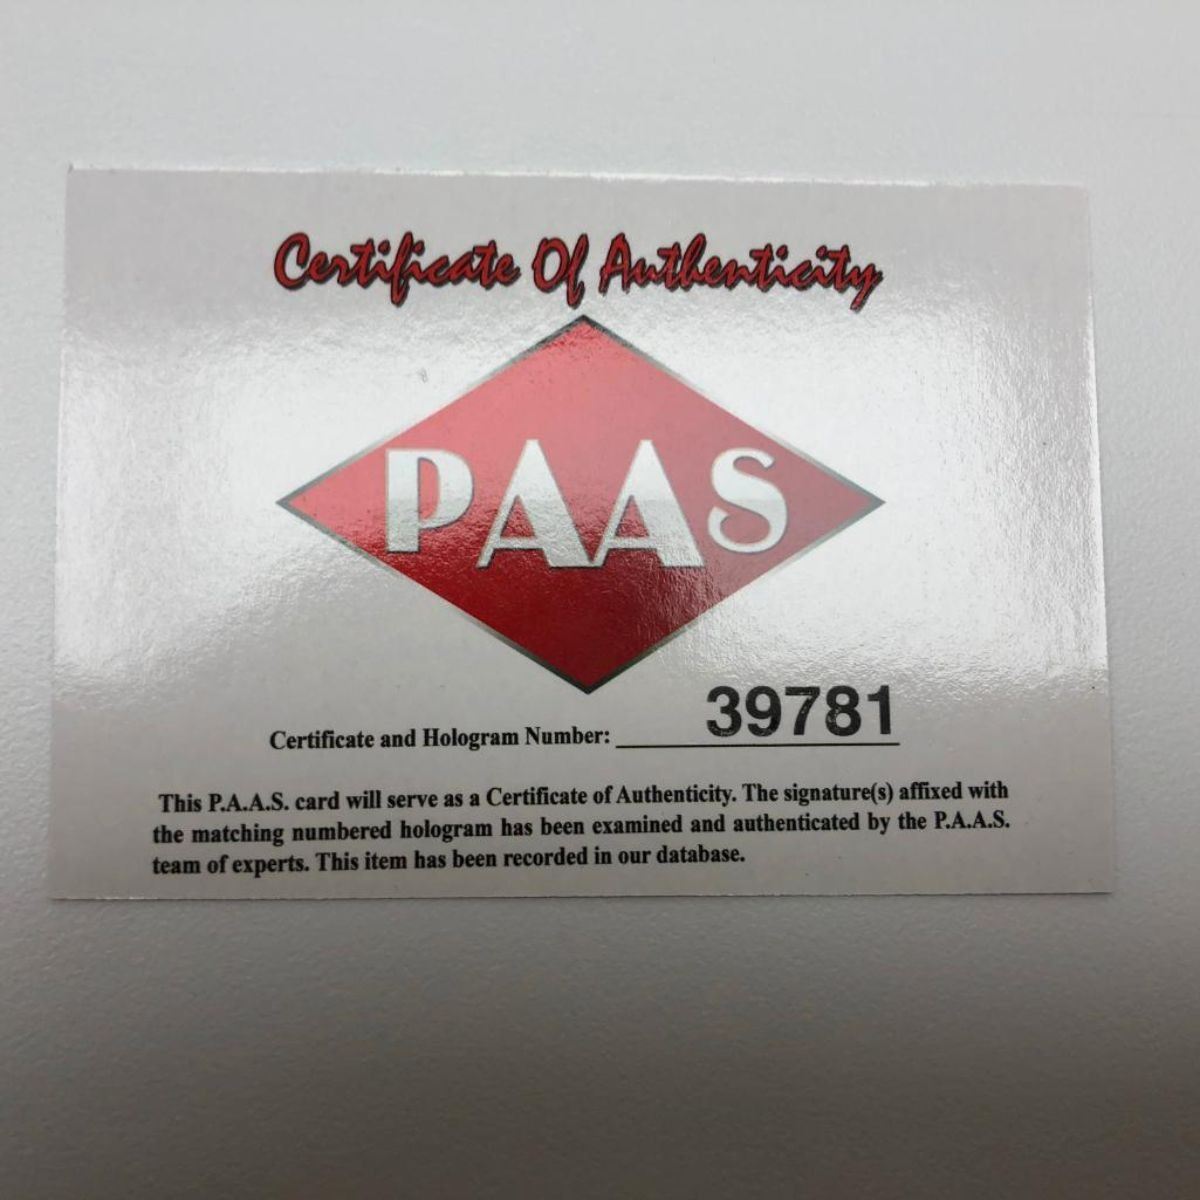 Certificate Of Authenticity
PAAS
Certificate and Hologram Number: 39781
This P.A.A.S. card will serve as a Certificate of Authenticity. The signature(s) affixed with
the matching numbered hologram has been examined and authenticated by the P.A.A.S.
team of experts. This item has been recorded in our database.